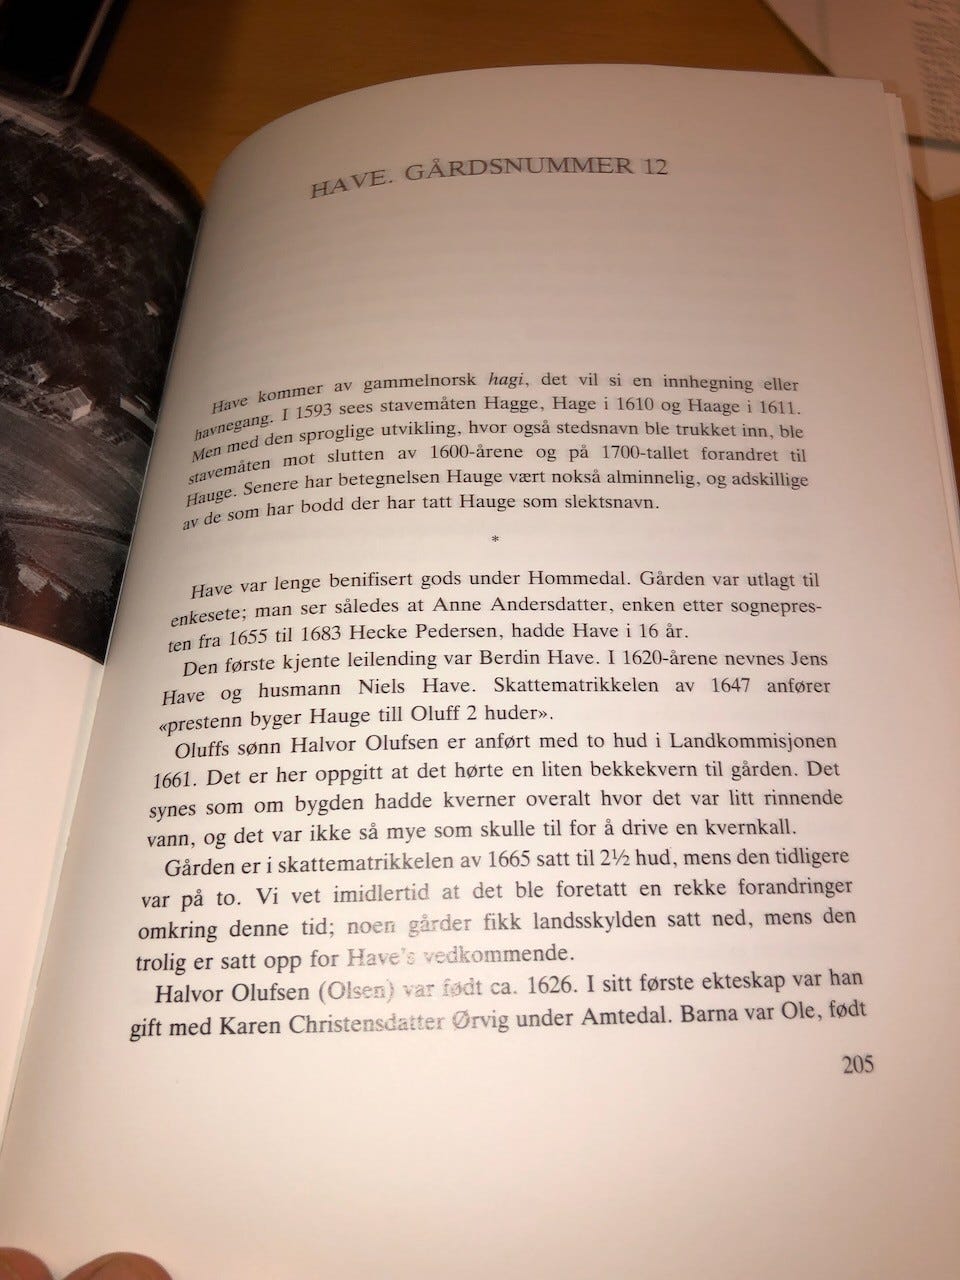 HAVE. GÅRDSNUMMER 12
Have kommer av gammelnorsk hagi, det vil si en innhegning eller
havnegang. I 1593 sees stavemåten Hagge, Hage i 1610 og Haage i 1611.
Men med den sproglige utvikling, hvor også stedsnavn ble trukket inn, ble
stavemåten mot slutten av 1600-årene og på 1700-tallet forandret til
Hauge. Senere har betegnelsen Hauge vært nokså alminnelig, og adskillige
av de som har bodd der har tatt Hauge som slektsnavn.
*
Have var lenge benifisert gods under Hommedal. Gården var utlagt til
enkesete; man ser således at Anne Andersdatter, enken etter sognepres-
ten fra 1655 til 1683 Hecke Pedersen, hadde Have i 16 år.
Den første kjente leilending var Berdin Have. I 1620-årene nevnes Jens
Have og husmann Niels Have. Skattematrikkelen av 1647 anfører
«prestenn byger Hauge till Oluff 2 huder».
Oluffs sønn Halvor Olufsen er anført med to hud i Landkommisjonen
1661. Det er her oppgitt at det hørte en liten bekkekvern til gården. Det
synes som om bygden hadde kverner overalt hvor det var litt rinnende
vann, og det var ikke så mye som skulle til for å drive en kvernkall.
Gården er i skattematrikkelen av 1665 satt til 2½ hud, mens den tidligere
var på to. Vi vet imidlertid at det ble foretatt en rekke forandringer
omkring denne tid; noen gårder fikk landsskylden satt ned, mens den
trolig er satt opp for Have's vedkommende.
Halvor Olufsen (Olsen) var født ca. 1626. I sitt første ekteskap var han
gift med Karen Christensdatter Ørvig under Amtedal. Barna var Ole, født
205